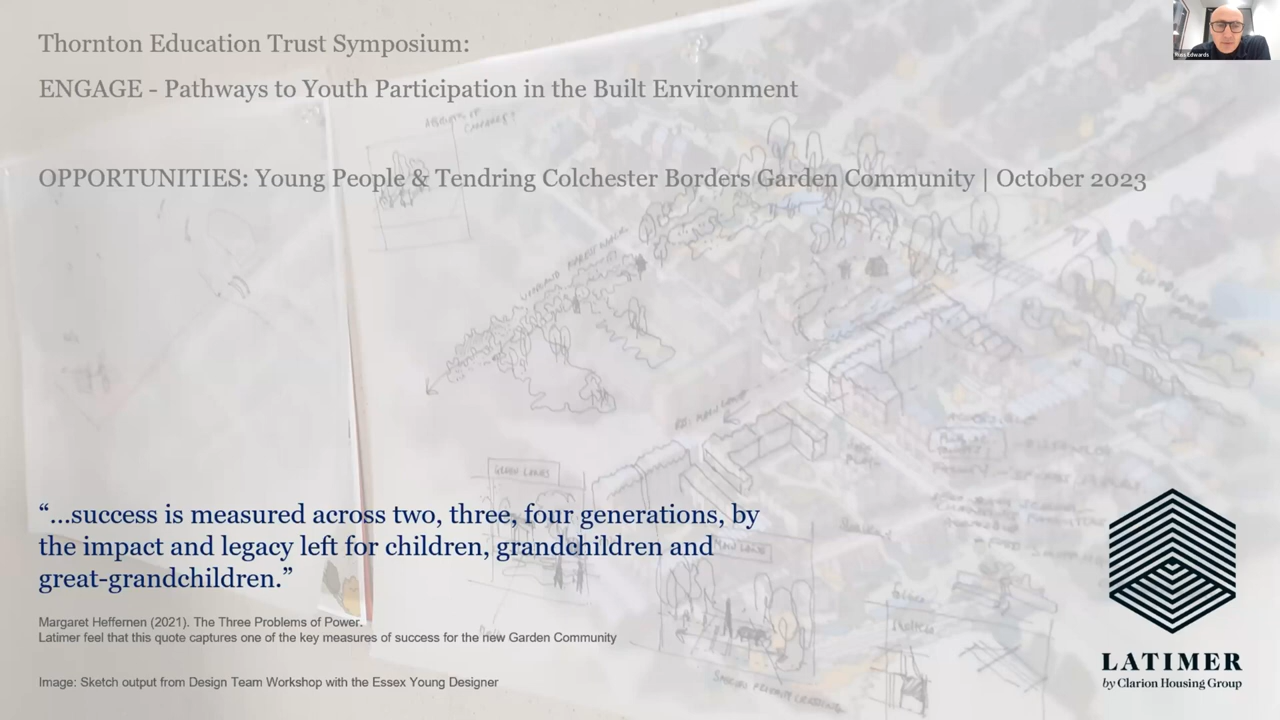 Thornton Education Trust Symposium:
ENGAGE - Pathways to Youth Participation in the Built Environment
OPPORTUNITIES: Young People & Tendring Colchester Borders Garden Community | October 2023
Russ Edwards
GREEN LANES
“...success is measured across two, three, four generations, by
the impact and legacy left for children, grandchildren and
great-grandchildren.”
Margaret Heffernen (2021). The Three Problems of Power.
Latimer feel that this quote captures one of the key measures of success for the new Garden Community
Image: Sketch output from Design Team Workshop with the Essex Young Designer
LATIMER
by Clarion Housing Group